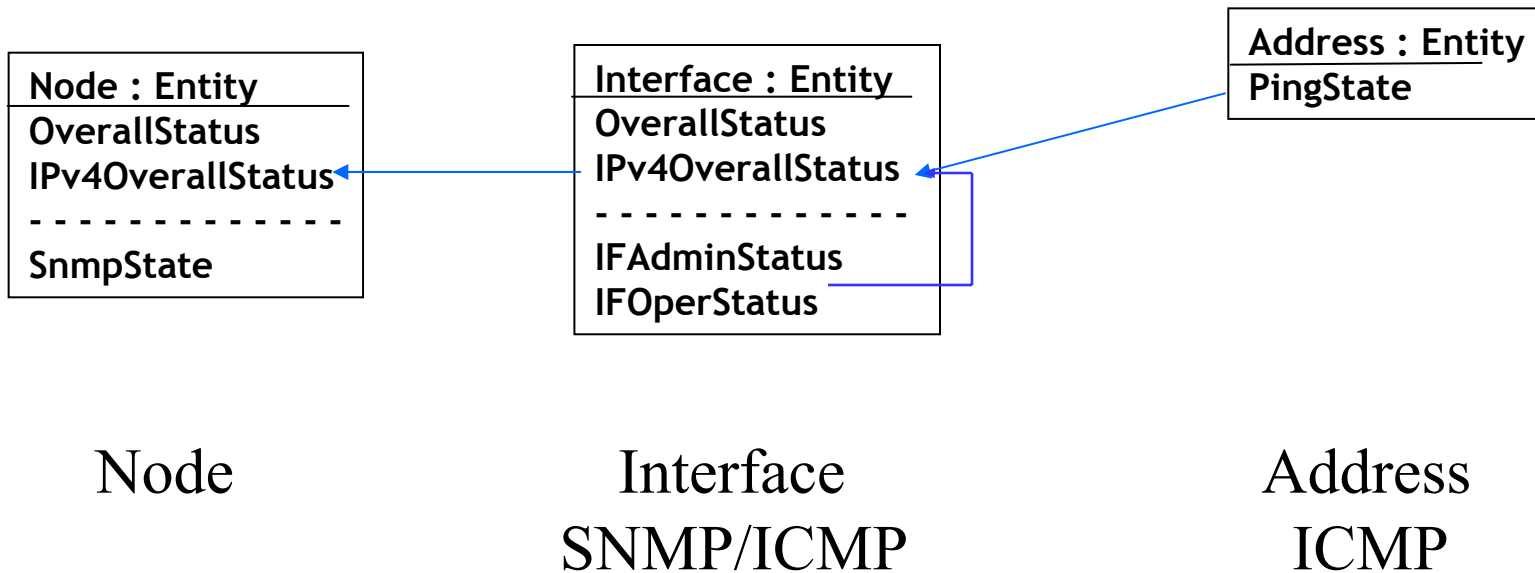 Node : Entity
OverallStatus
IPv4OverallStatus
- - - - - - - - - - - - -
SnmpState
Interface : Entity
OverallStatus
IPv4OverallStatus
- - - - - - - - - - - - -
IFAdminStatus
IFOperStatus
Address : Entity
PingState
Node
Interface
SNMP/ICMP
Address
ICMP